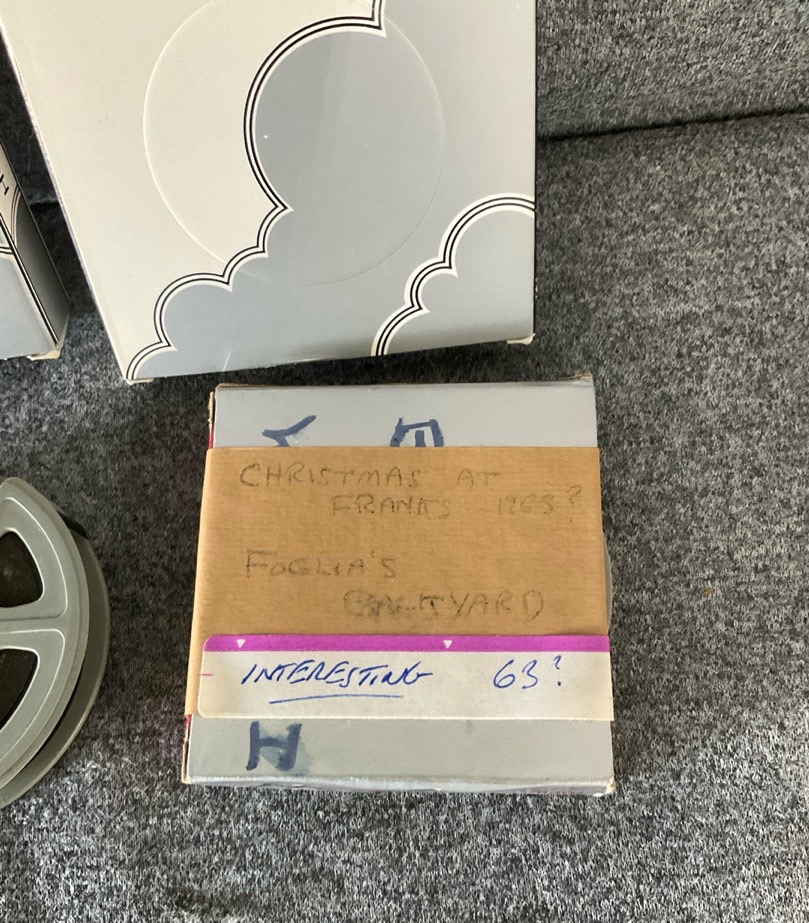 CHRISTMAS AT
FRANKS 1963?
FOGLIA'S
BACKYARD
INTERESTING 63?
H